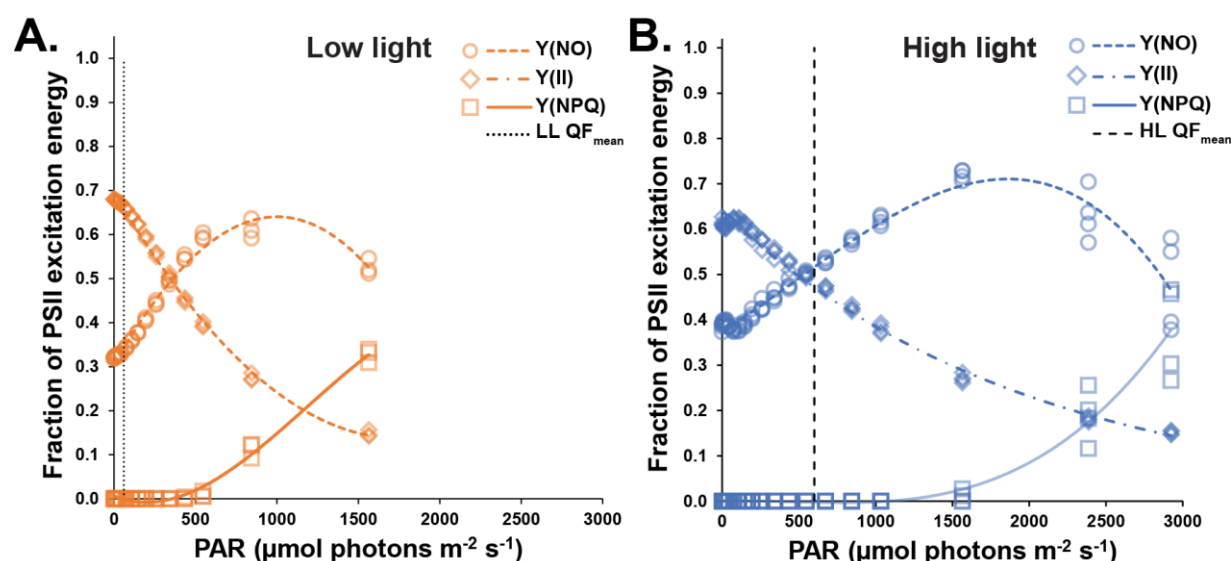 A.
Low light
Y(NO)
Y(II)
Y(NPQ)
LL QFmean
Fraction of PSII excitation energy
1.0
0.9
0.8
0.7
0.6
0.5
0.4
0.3
0.2
0.1
0.0
0 500 1000 1500 2000 2500 3000
PAR (µmol photons m-2 s-1)
B.
High light
Y(NO)
Y(II)
Y(NPQ)
HL QFmean
Fraction of PSII excitation energy
1.0
0.9
0.8
0.7
0.6
0.5
0.4
0.3
0.2
0.1
0.0
0 500 1000 1500 2000 2500 3000
PAR (µmol photons m-2 s-1)